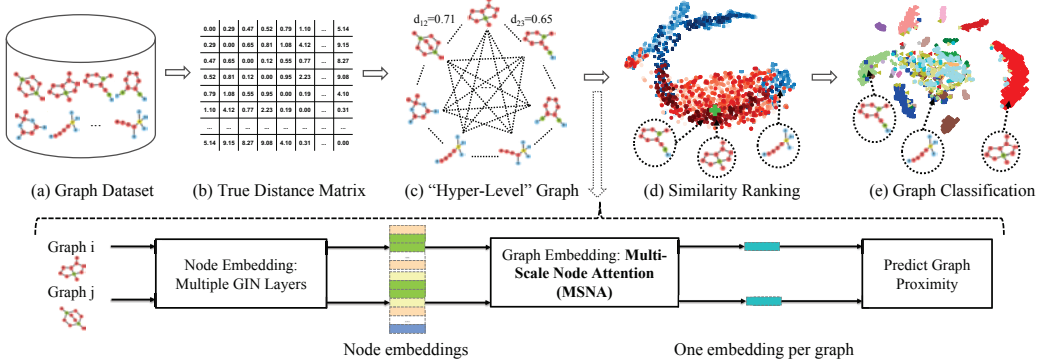 d12=0.71 d23=0.65
0.00 0.29 0.47 0.52 0.79 1.10 ... 5.14
0.29 0.00 0.65 0.81 1.08 4.12 ... 9.15
0.47 0.65 0.00 0.12 0.55 0.77 ... 8.27
0.52 0.81 0.12 0.00 0.95 2.23 ... 9.08
0.79 1.08 0.55 0.95 0.00 0.19 ... 4.10
1.10 4.12 0.77 2.23 0.19 0.00 ... 0.31
... ... ... ... ... ... ... ...
5.14 9.15 8.27 9.08 4.10 0.31 ... 0.00
...
(a) Graph Dataset
(b) True Distance Matrix
(c) “Hyper-Level” Graph
(d) Similarity Ranking
(e) Graph Classification
Graph i
Graph j
Node Embedding:
Multiple GIN Layers
...
...
...
Node embeddings
Graph Embedding: Multi-
Scale Node Attention
(MSNA)
One embedding per graph
Predict Graph
Proximity